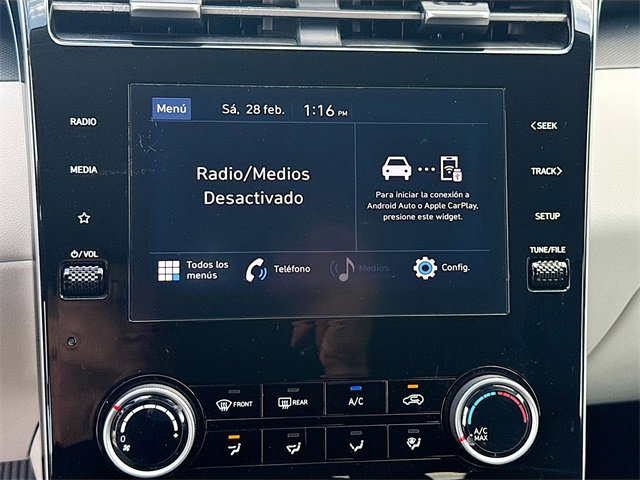 Menú Sá, 28 feb. 1:16 PM
RADIO
MEDIA
VOL
Radio/Medios
Desactivado
Para iniciar la conexión a
Android Auto o Apple CarPlay,
presione este widget.
Todos los
menús
Teléfono
Medios
Config.
SEEK
TRACK
SETUP
TUNE/FILE
FRONT
REAR
A/C
0
A/C
MAX